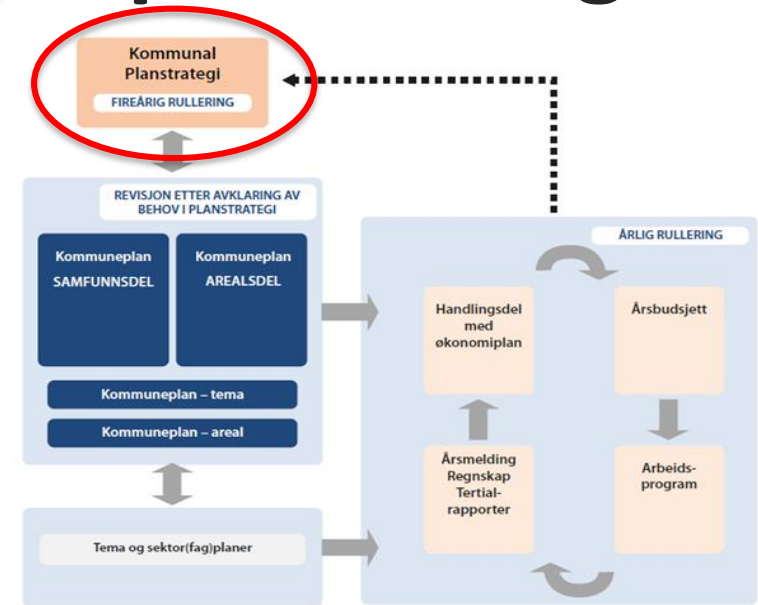 Kommunal
Planstrategi
FIREÅRIG RULLERING
REVISJON ETTER AVKLARING AV
BEHOV I PLANSTRATEGI
Kommuneplan
SAMFUNNSDEL
Kommuneplan
AREALSDEL
Kommuneplan – tema
Kommuneplan – areal
Tema og sektor(fag)planer
ÅRLIG RULLERING
Handlingsdel
med
økonomiplan
Årsbudsjett
Årsmelding
Regnskap
Tertial-
rapporter
Arbeids-
program